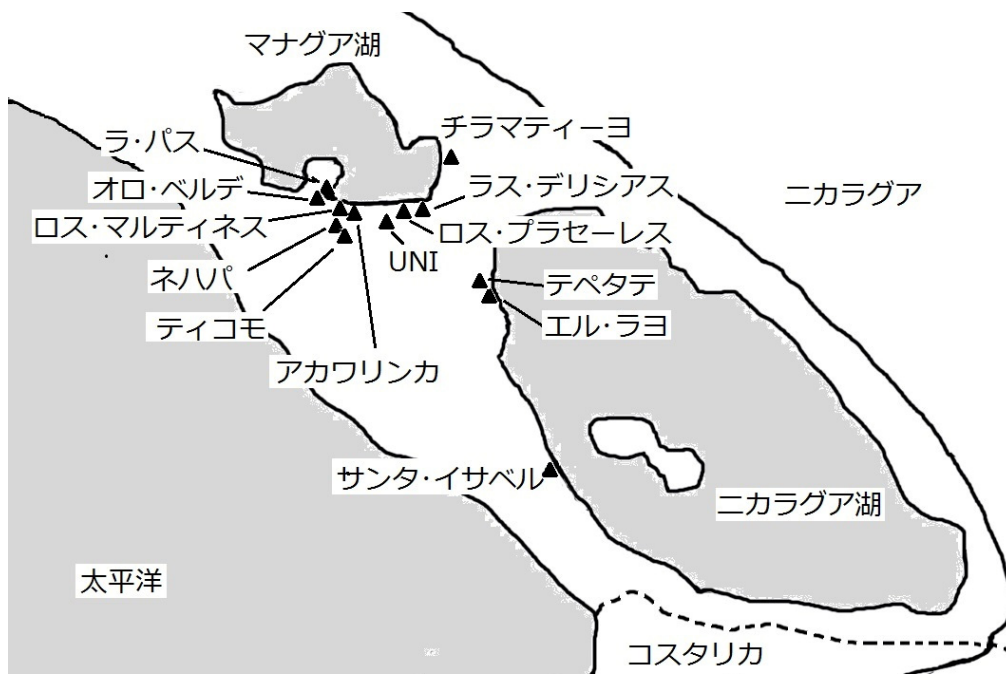 マナグア湖
チラマティーヨ
ラ・パス
オロ・ベルデ
ラス・デリシアス
ニカラグア
ロス・マルティネス
ロス・プラセーレス
UNI
ネハパ
テペタテ
ティコモ
エル・ラヨ
アカワリンカ
サンタ・イサベル
ニカラグア湖
太平洋
コスタリカ